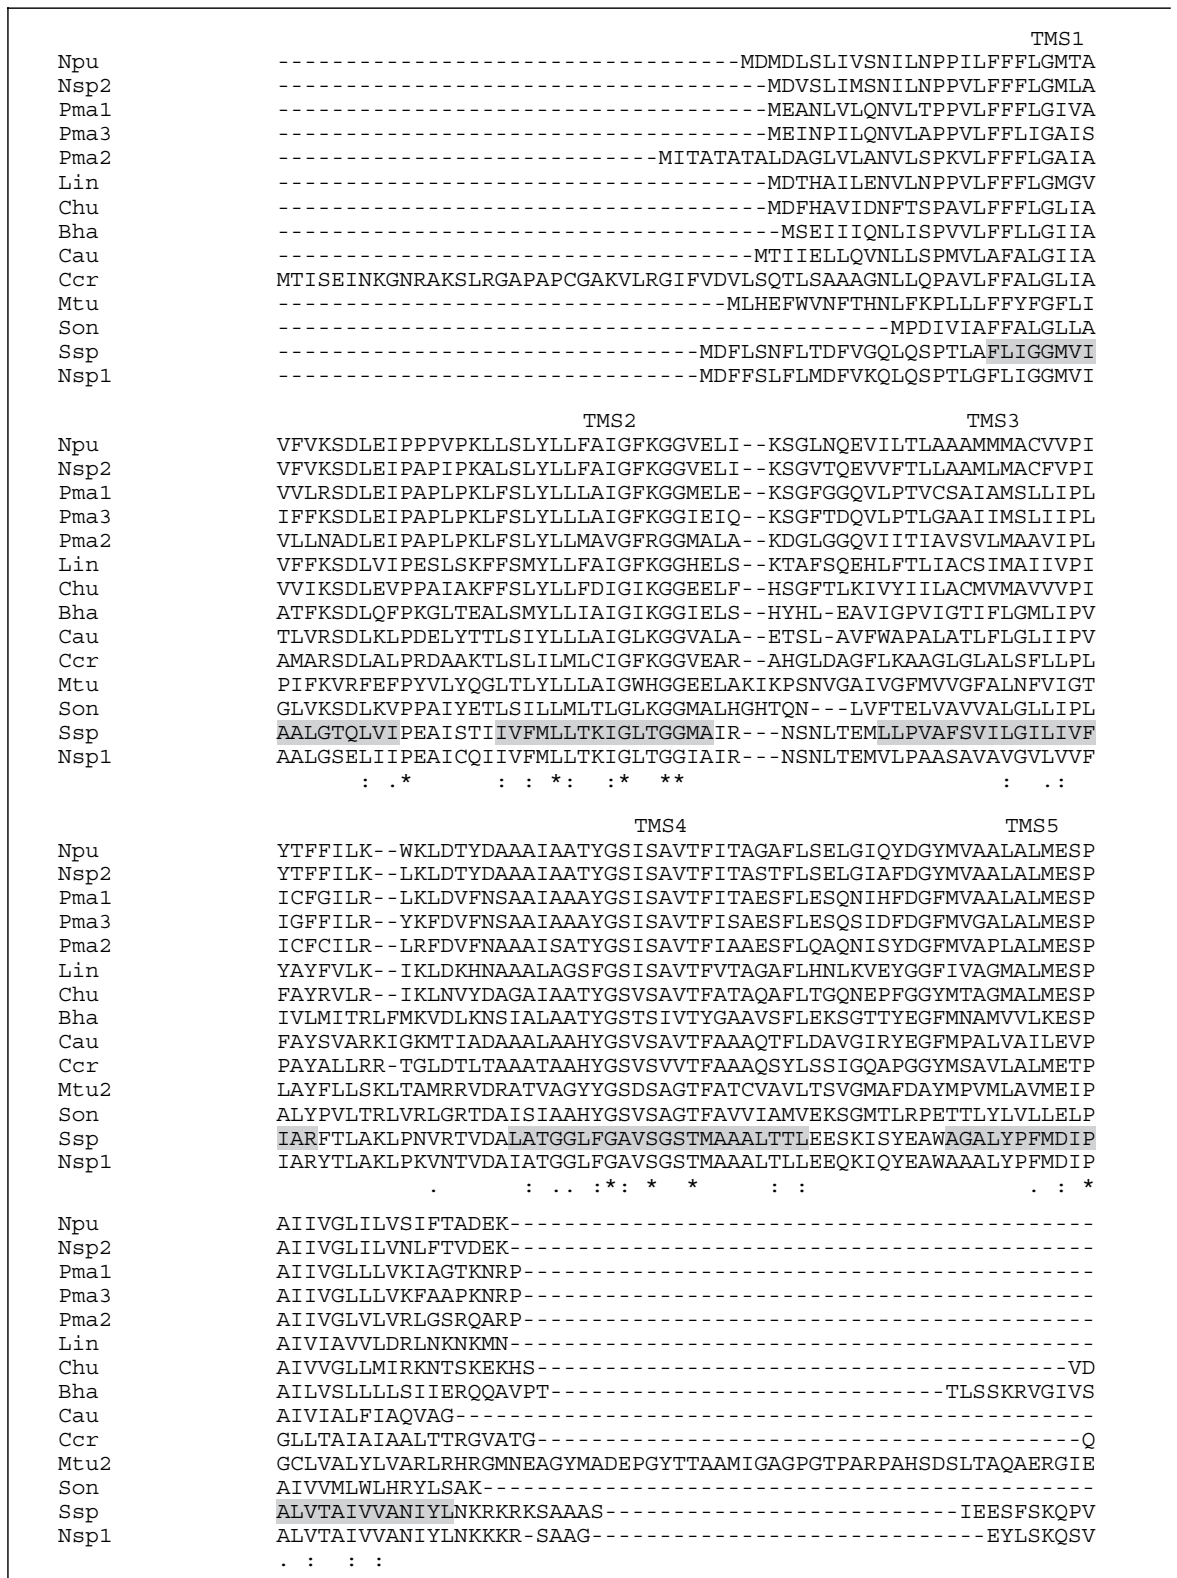 TMS1
Npu ----------------------------------MDMDLSLIVSNILNPPILFFFLGMTA
Nsp2 ------------------------------------MDVSLIMSNILNPPVLFFFLGMLA
Pma1 ------------------------------------MEANLVLQNVLTPPVLFFFLGIVA
Pma3 ------------------------------------MEINPILQNVLAPPVLFFFLIGAIS
Pma2 ----------------------------MITATATALDAGLVLANVLSPKVLFFFLGAIA
Lin ------------------------------------MDTHAILENVLNPPVLFFFLGMGV
Chu ------------------------------------MDFHAVIDNFTSPAVLFFFLGLIA
Bha -------------------------------------MSEIIIQNLISPVVLFFLLGIIA
Cau -----------------------------------MTIIELLQVNLLSPMVLAFALGIIA
Ccr MTISEINKGNRAKSLRGAPAPCGAKVLRGIFVDVLSQTLSAAAGNLLQPAVLFFALGLIA
Mtu ---------------------------------MLHEFWVNFTHNLFKPLLLFFYFGFLI
Son ---------------------------------------------MPDIVIAFFALGLLA
Ssp -------------------------------MDFLSNFLTDFVGQLQSPTLAFLIGGMVI
Nsp1 -------------------------------MDFFSLFLMDFVKQLQSPTLGFLIGGMVI
TMS2 TMS3
Npu VFVKSDLEIPPPVPKLLSLYLLFAIGFKGGVELI--KSGLNQEVILTLAAAMMMACVVPI
Nsp2 VFVKSDLEIPAPIPKALSLYLLFAIGFKGGVELI--KSGVTQEVVFTLLAAMLMACFVPI
Pma1 VVLRSDLEIPAPLPKLFSLYLLLAIGFKGGMELE--KSGFGGQVLPTVCSAIAMSLLIPL
Pma3 IFFKSDLEIPAPLPKLFSLYLLLAIGFKGGIEIQ--KSGFTDQVLPTLGAAIIMSLIIPL
Pma2 VLLNADLEIPAPLPKLFSLYLLMAVGFRGGMALA--KDGLGGQVIITIAVSVLMAAVIPL
Lin VFFKSDLVIPESLSKFFSMYLLFAIGFKGGHELS--KTAFSQEHLFTLIACSIMAIIVPI
Chu VVIKSDLEVPPAIAKFFSLYLLFDIGIKGGEELF--HSGFTLKIVYIILACMVMAVVVPI
Bha ATFKSDLQFPKGLTEALSMYLLIAIGIKGGIELS--HYHL-EAVIGPVIGTIFLGMLIPV
Cau TLVRSDLKLPDELYTTLSIYLLLAIGLKGGVALA--ETSL-AVFWAPALATLFLGLIIPV
Ccr AMARSDLALPRDAAKTLSLILMLCIGFKGGVEAR--AHGLDAGFLKAAGLGLALSFLLPL
Mtu PIFKVRFEFPYVLYQGLTLYLLLAIGWHGGEELAKIKPSNVGAIVGFMVVGFALNFVIGT
Son GLVKSDLKVPPAIYETLSILLMLTLGLKGGMALHGHTQN---LVFTELVAVVALGLLIPL
Ssp AALGTQLVIPEAISTIIVFMLLTKIGLTGGMAIR---NSNLTEMLLPVAFSVILGILIVF
Nsp1 AALGSELIIPEAICQIIVFMLLTKIGLTGGIAIR---NSNLTEMVLPAASAVAVGVLVVF
: .* : : *: :* ** : .:
TMS4 TMS5
Npu YTFFILK--WKLDTYDAAAIAATYGSISAVTFITAGAFLSELGIQYDGYMVAALALMESP
Nsp2 YTFFILK--LKLDTYDAAAIAATYGSISAVTFITASTFLSELGIAFDGYMVAALALMESP
Pma1 ICFGILR--LKLDVFNSAAIAAAYGSISAVTFITAESFLESQNIHFDGFMVAALALMESP
Pma3 IGFFILR--YKFDVFNSAAIAAAYGSISAVTFISAESFLESQSIDFDGFMVGALALMESP
Pma2 ICFCILR--LRFDVFNAAAISATYGSISAVTFIAAESFLQAQNISYDGFMVAPLALMESP
Lin YAYFVLK--IKLDKHNAAALAGSFGSISAVTFVTAGAFLHNLKVEYGGFIVAGMALMESP
Chu FAYRVLR--IKLNVYDAGAIAATYGSVSAVTFATAQAFLTGQNEPFGGYMTAGMALMESP
Bha IVLMITRLFMKVDLKNSIALAATYGSTSIVTYGAAVSFLEKSGTTYEGFMNAMVVLKESP
Cau FAYSVARKIGKMTIADAAALAAHYGSVSAVTFAAAQTFLDAVGIRYEGFMPALVAILEVP
Ccr PAYALLRR-TGLDTLTAAATAAHYGSVSVVTFAAAQSYLSSIGQAPGGYMSAVLALMETP
Mtu2 LAYFLLSKLTAMRRVDRATVAGYYGSDSAGTFATCVAVLTSVGMAFDAYMPVMLAVMEIP
Son ALYPVLTRLVRLGRTDAISIAAHYGSVSAGTFAVVIAMVEKSGMTLRPETTLYLVLLELP
Ssp IARFTLAKLPNVRTVDALATGGLFGAVSGSTMAAALTTLEESKISYEAWAGALYPFMDIP
Nsp1 IARYTLAKLPKVNTVDAIATGGLFGAVSGSTMAAALTLLEEQKIQYEAWAAALYPFMDIP
. : .. :*: * * : : . : *
Npu AIIVGLILVSIFTADEK-------------------------------------------
Nsp2 AIIVGLILVNLFTVDEK-------------------------------------------
Pma1 AIIVGLLLVKIAGTKNRP------------------------------------------
Pma3 AIIVGLLLVKFAAPKNRP------------------------------------------
Pma2 AIIVGLVLVRLGSRQARP------------------------------------------
Lin AIVIAVVLDRLNKNKMN-------------------------------------------
Chu AIVVGLLMIRKNTSKEKHS---------------------------------------VD
Bha AILVSLLLLSIIERQQAVPT-----------------------------TLSSKRVGIVS
Cau AIVIALFIAQVAG-----------------------------------------------
Ccr GLLTAIAIAALTTRGVATG----------------------------------------Q
Mtu2 GCLVALYLVARLRHRGMNEAGYMADEPGYTTAAMIGAGPGTPARPAHSDSLTAQAERGIE
Son AIVVMLWLHRYLSAK---------------------------------------------
Ssp ALVTAIVVANIYLNKRKRKSAAAS--------------------------IEESFSKQPV
Nsp1 ALVTAIVVANIYLNKKKR-SAAG-----------------------------EYLSKQSV
. : : :